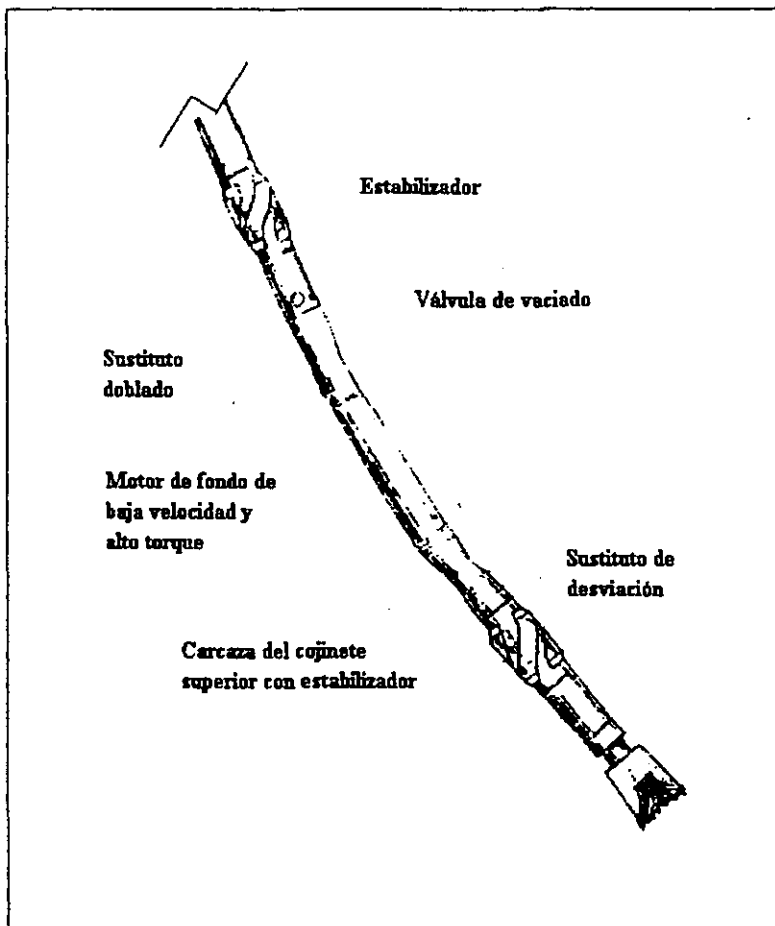 Estabilizador
Válvula de vaciado
Sustituto
doblado
Motor de fondo de
baja velocidad y
alto torque
Sustituto de
desviación
Carcaza del cojinete
superior con estabilizador